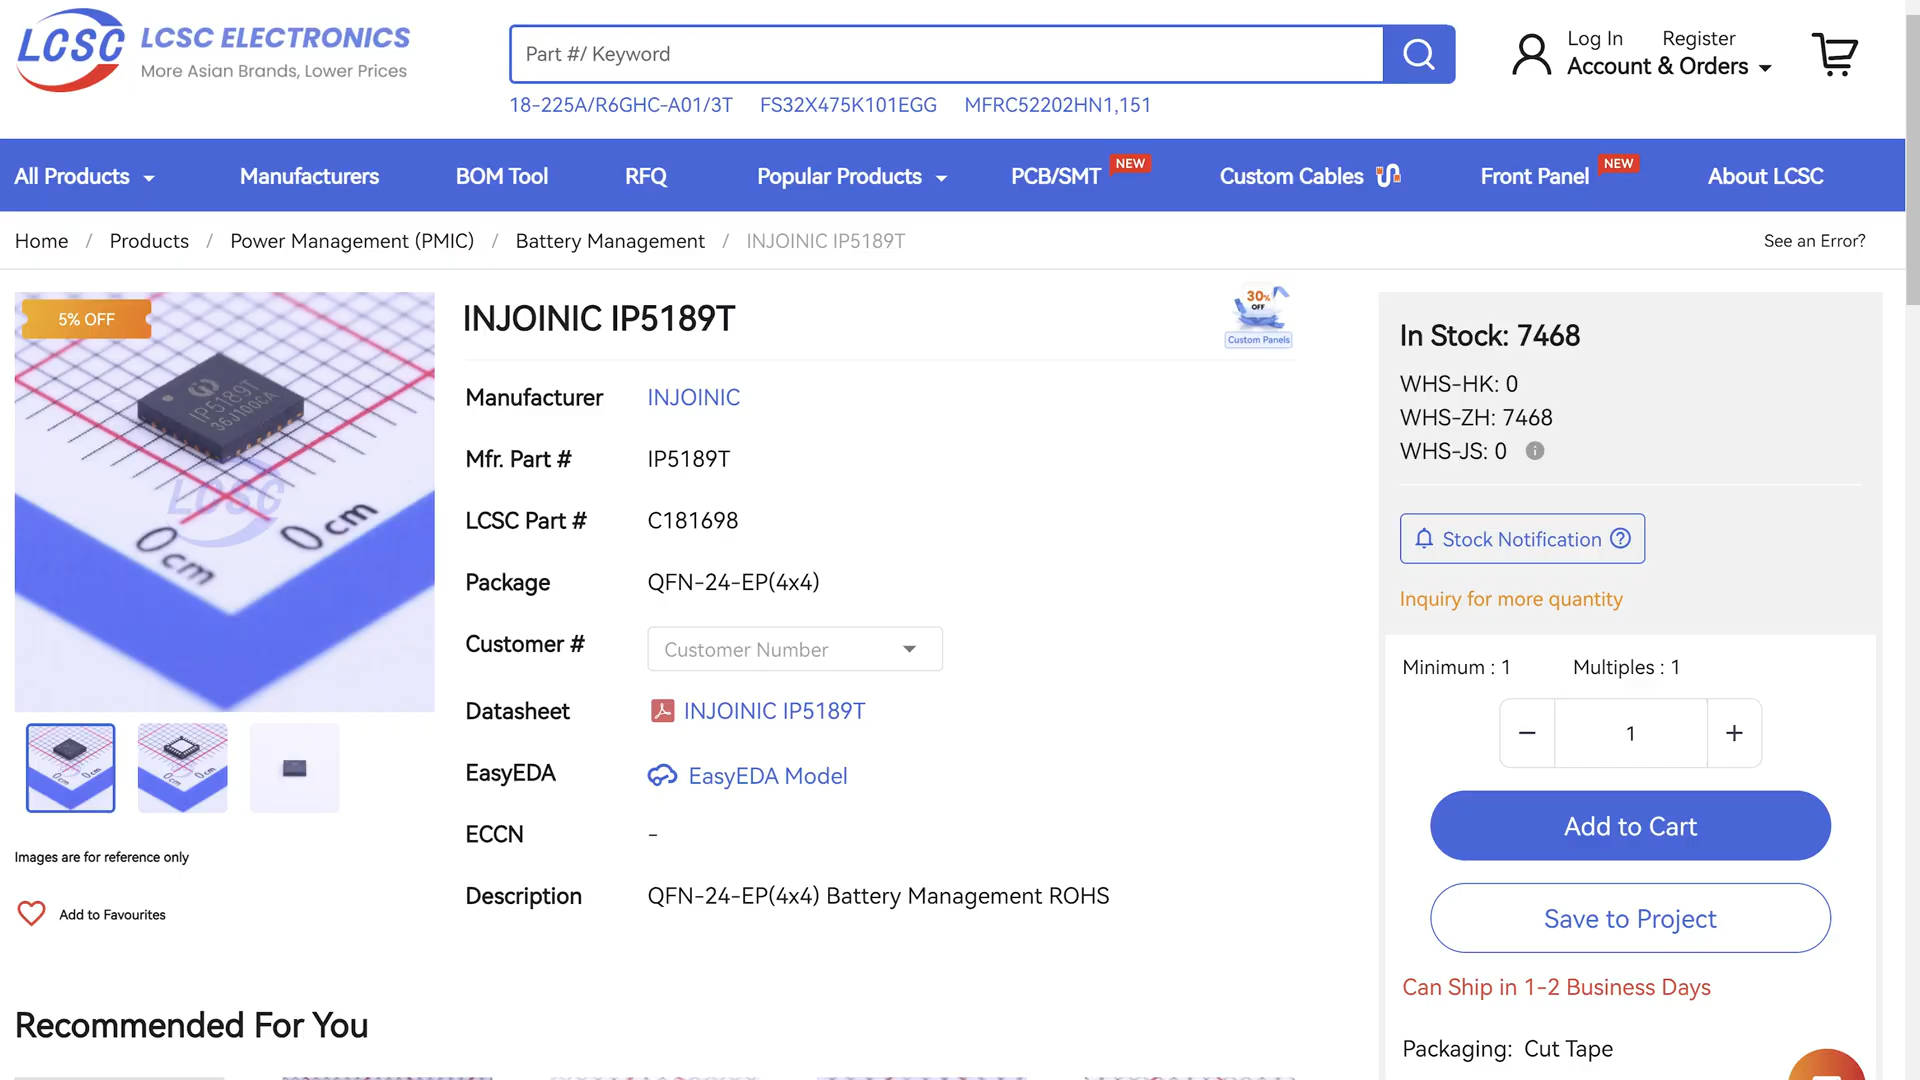 LCSC LCSC ELECTRONICS
More Asian Brands, Lower Prices
Part #/ Keyword
Log In Register
Account & Orders
18-225A/R6GHC-A01/3T FS32X475K101EGG MFRC52202HN1,151
All Products Manufacturers BOM Tool RFQ Popular Products PCB/SMT NEW Custom Cables Front Panel NEW About LCSC
Home / Products / Power Management (PMIC) / Battery Management / INJOINIC IP5189T
See an Error?
5% OFF
IP5189T
36J100CA
LCSC
0 cm
0 cm
Images are for reference only
Add to Favourites
INJOINIC IP5189T
30% OFF
Custom Panels
Manufacturer INJOINIC
Mfr. Part # IP5189T
LCSC Part # C181698
Package QFN-24-EP(4x4)
Customer # Customer Number
Datasheet INJOINIC IP5189T
EasyEDA EasyEDA Model
ECCN -
Description QFN-24-EP(4x4) Battery Management ROHS
In Stock: 7468
WHS-HK: 0
WHS-ZH: 7468
WHS-JS: 0
Stock Notification
Inquiry for more quantity
Minimum : 1 Multiples : 1
− 1 +
Add to Cart
Save to Project
Can Ship in 1-2 Business Days
Packaging: Cut Tape
Recommended For You